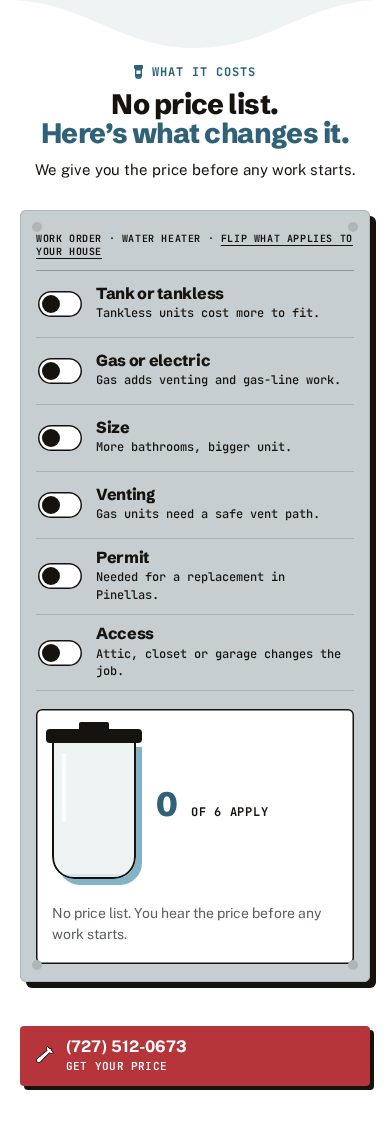 WHAT IT COSTS
No price list.
Here's what changes it.
We give you the price before any work starts.
WORK ORDER · WATER HEATER · FLIP WHAT APPLIES TO
YOUR HOUSE
Tank or tankless
Tankless units cost more to fit.
Gas or electric
Gas adds venting and gas-line work.
Size
More bathrooms, bigger unit.
Venting
Gas units need a safe vent path.
Permit
Needed for a replacement in
Pinellas.
Access
Attic, closet or garage changes the
job.
0 OF 6 APPLY
No price list. You hear the price before any
work starts.
(727) 512-0673
GET YOUR PRICE